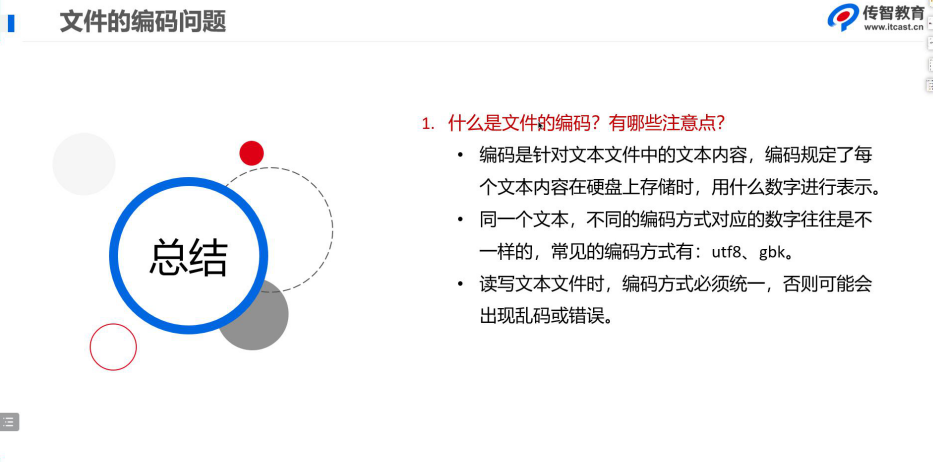 文件的编码问题
传智教育
www.itcast.cn
总结
1. 什么是文件的编码？有哪些注意点？
• 编码是针对文本文件中的文本内容，编码规定了每
个文本内容在硬盘上存储时，用什么数字进行表示。
• 同一个文本，不同的编码方式对应的数字往往是不
一样的，常见的编码方式有：utf8、gbk。
• 读写文本文件时，编码方式必须统一，否则可能会
出现乱码或错误。